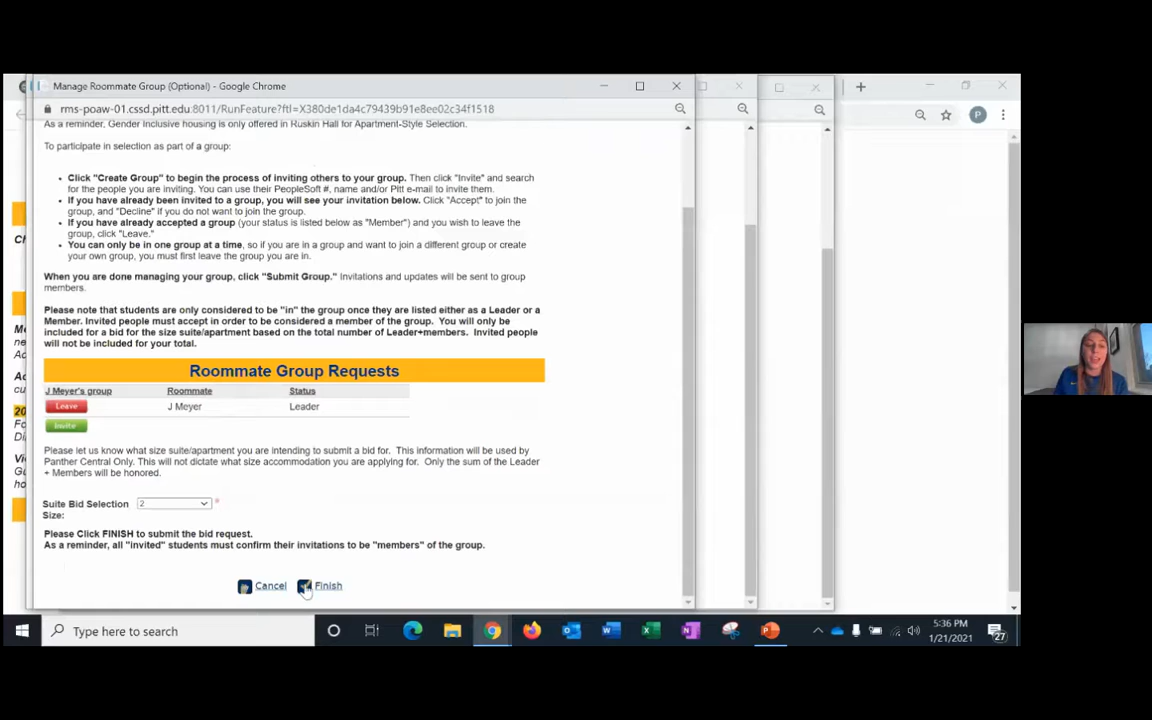 Manage Roommate Group (Optional) - Google Chrome
rms-poaw-01.cssd.pitt.edu:8011/RunFeature?ftl=X380de1da4c79439b91e8ee02c34f1518
As a reminder, Gender Inclusive housing is only offered in Ruskin Hall for Apartment-Style Selection.
To participate in selection as part of a group:
Click "Create Group" to begin the process of inviting others to your group. Then click "Invite" and search
for the people you are inviting. You can use their PeopleSoft #, name and/or Pitt e-mail to invite them.
If you have already been invited to a group, you will see your invitation below. Click "Accept" to join the
group, and "Decline" if you do not want to join the group.
If you have already accepted a group (your status is listed below as "Member") and you wish to leave the
group, click "Leave."
You can only be in one group at a time, so if you are in a group and want to join a different group or create
your own group, you must first leave the group you are in.
When you are done managing your group, click "Submit Group." Invitations and updates will be sent to group
members.
Please note that students are only considered to be "in" the group once they are listed either as a Leader or a
Member. Invited people must accept in order to be considered a member of the group. You will only be
included for a bid for the size suite/apartment based on the total number of Leader+members. Invited people
will not be included for your total.
Roommate Group Requests
J Meyer's group Roommate Status
Leave J Meyer Leader
Invite
Please let us know what size suite/apartment you are intending to submit a bid for. This information will be used by
Panther Central Only. This will not dictate what size accommodation you are applying for. Only the sum of the Leader
+ Members will be honored.
Suite Bid Selection 2 *
Size:
Please Click FINISH to submit the bid request.
As a reminder, all "invited" students must confirm their invitations to be "members" of the group.
Cancel Finish
P
Type here to search
5:36 PM
1/21/2021
27